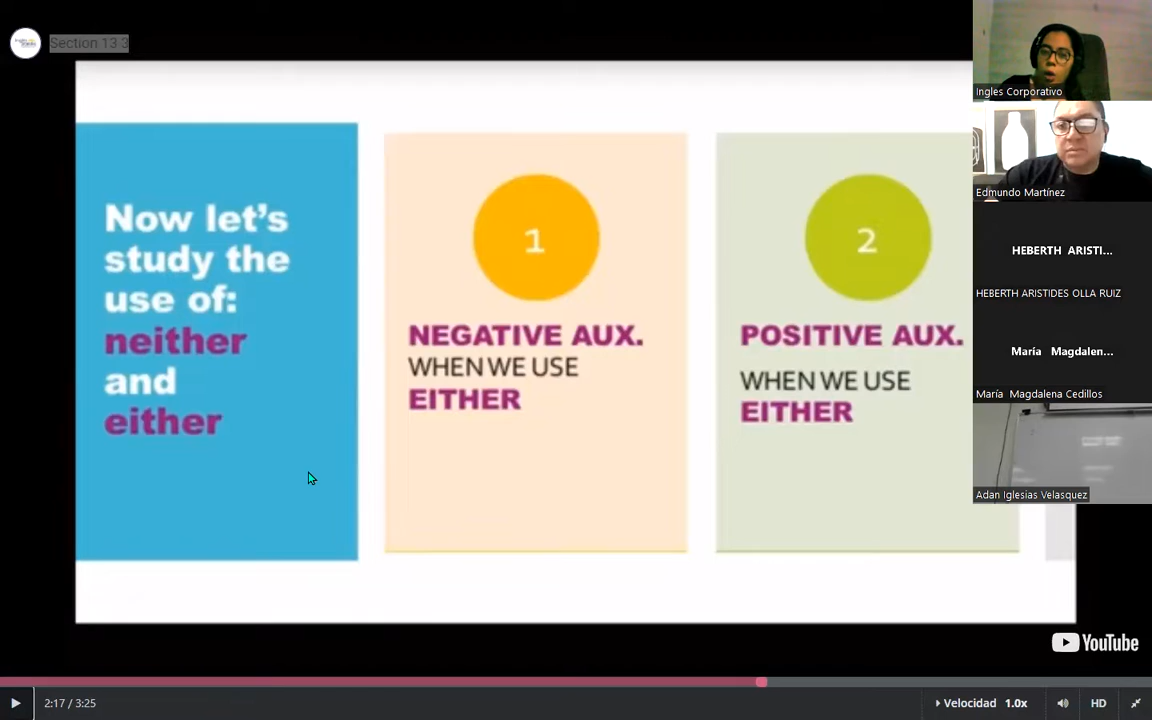 Section 13 3
Now let's
study the
use of:
neither
and
either
1
NEGATIVE AUX.
WHEN WE USE
EITHER
2
POSITIVE AUX.
WHEN WE USE
EITHER
Ingles Corporativo
Edmundo Martínez
HEBERTH ARISTI...
HEBERTH ARISTIDES OLLA RUIZ
María Magdalen...
María Magdalena Cedillos
Adan Iglesias Velasquez
YouTube
2:17 / 3:25
Velocidad 1.0x
HD